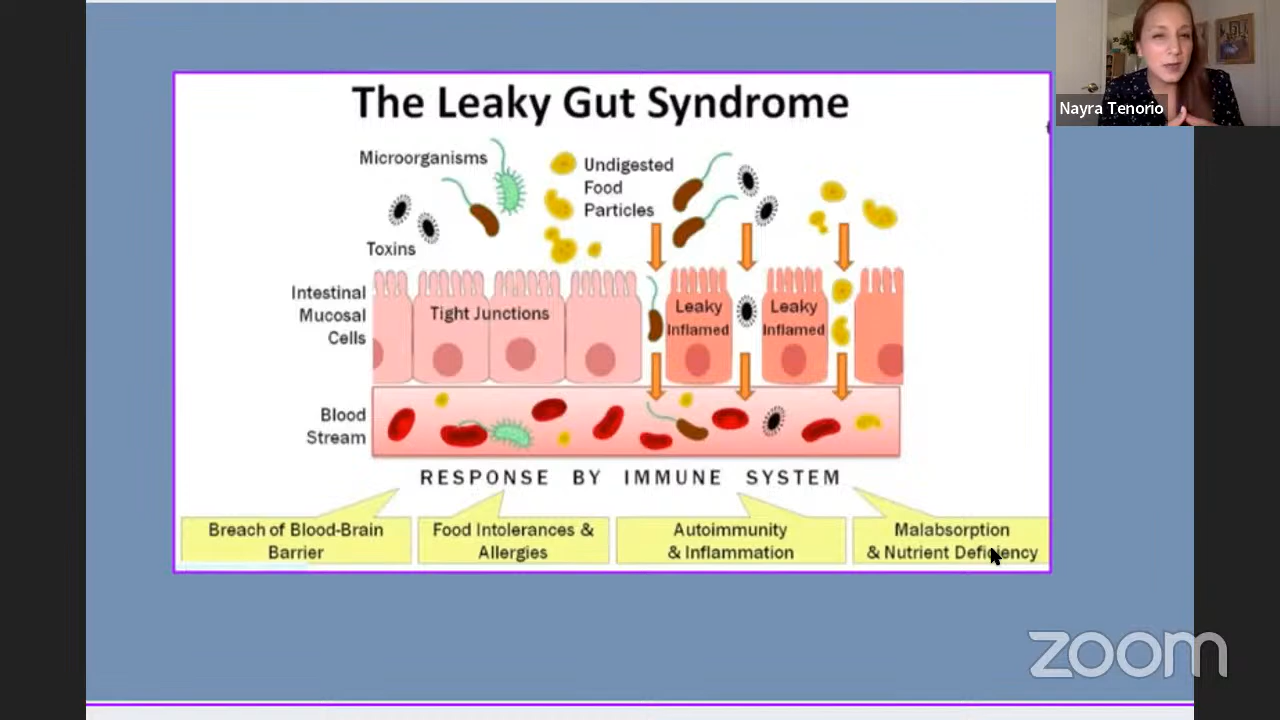 The Leaky Gut Syndrome
Nayra Tenorio
Microorganisms
Undigested
Food
Particles
Toxins
Intestinal
Mucosal
Cells
Tight Junctions
Leaky
Inflamed
Leaky
Inflamed
Blood
Stream
RESPONSE BY IMMUNE SYSTEM
Breach of Blood-Brain
Barrier
Food Intolerances &
Allergies
Autoimmunity
& Inflammation
Malabsorption
& Nutrient Deficiency
zoom